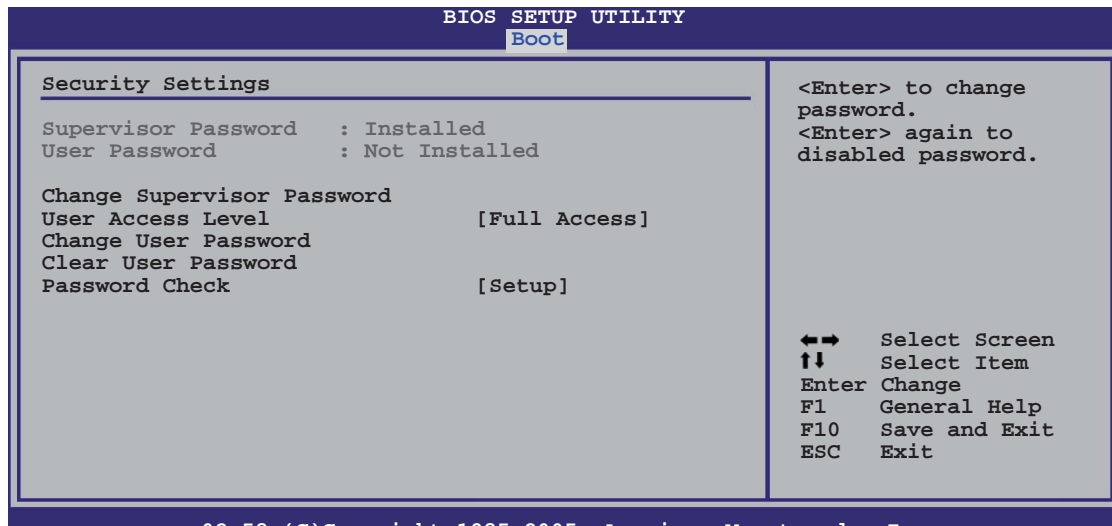 BIOS SETUP UTILITY
Boot
Security Settings
Supervisor Password : Installed
User Password : Not Installed
Change Supervisor Password
User Access Level [Full Access]
Change User Password
Clear User Password
Password Check [Setup]
<Enter> to change
password.
<Enter> again to
disabled password.
←→ Select Screen
↑↓ Select Item
Enter Change
F1 General Help
F10 Save and Exit
ESC Exit